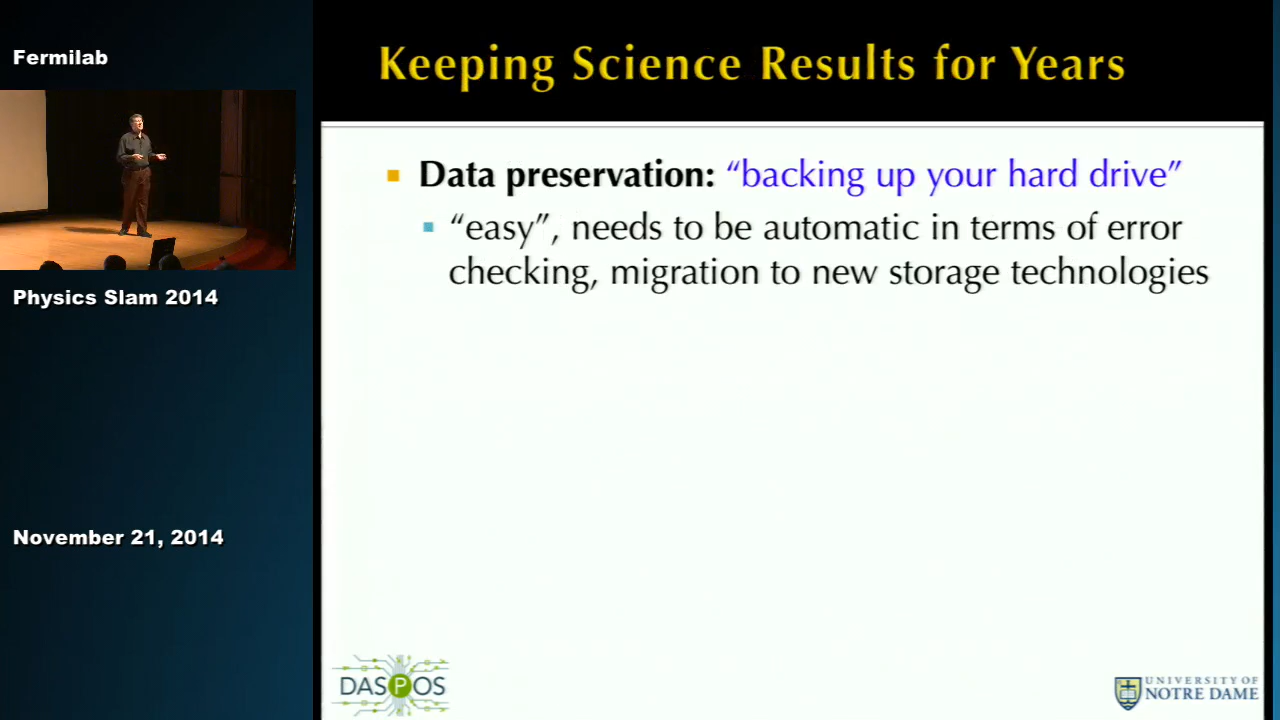 Fermilab
Physics Slam 2014
November 21, 2014
Keeping Science Results for Years
Data preservation: “backing up your hard drive”
“easy”, needs to be automatic in terms of error
checking, migration to new storage technologies
DASPOS
UNIVERSITY OF
NOTRE DAME